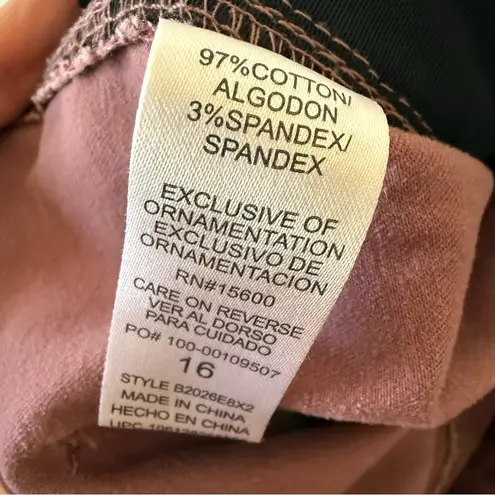 97%COTTON/
ALGODON
3%SPANDEX/
SPANDEX
EXCLUSIVE OF
ORNAMENTATION
EXCLUSIVO DE
ORNAMENTACION
RN#15600
CARE ON REVERSE
VER AL DORSO
PARA CUIDADO
PO# 100-00109507
16
STYLE B2026E8X2
MADE IN CHINA
HECHO EN CHINA
UPC